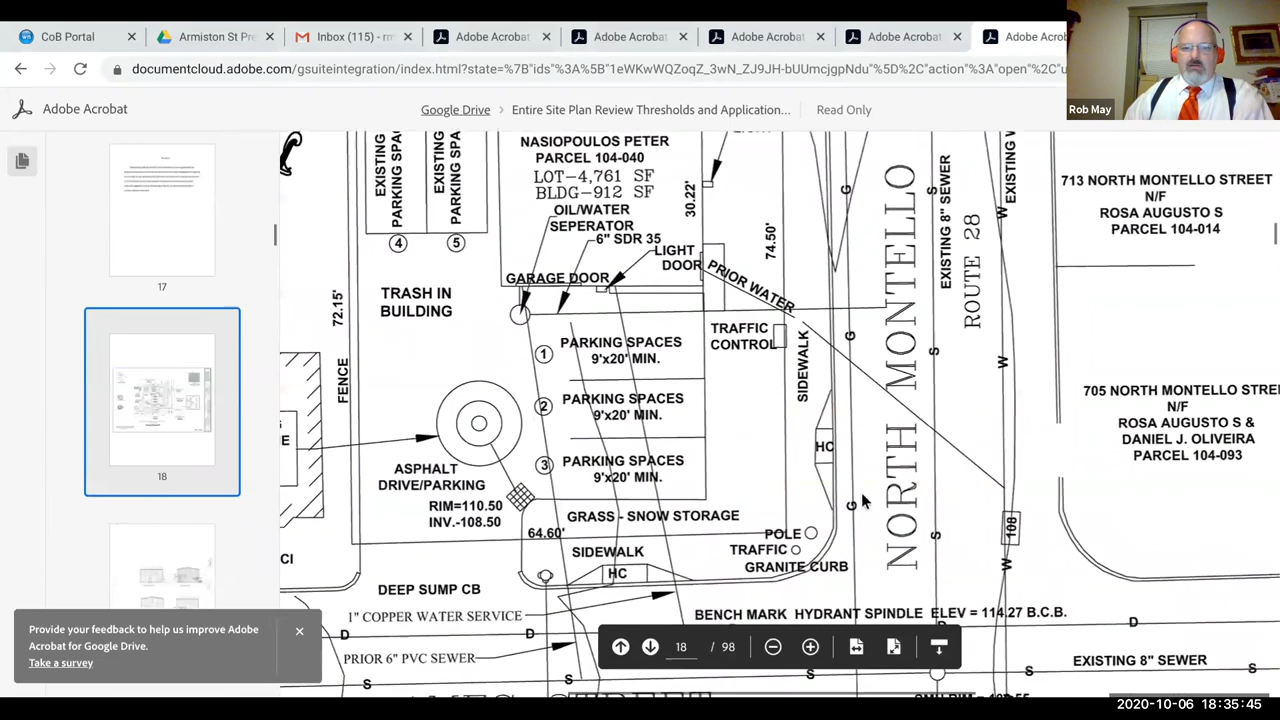 CoB Portal
Armiston St Pre
Inbox (115) - rm
Adobe Acrobat
Adobe Acrobat
Adobe Acrobat
Adobe Acrobat
Adobe Acro
documentcloud.adobe.com/gsuiteintegration/index.html?state=%7B"ids"%3A%5B"1eWKwWQZoqZ_3wN_ZJ9JH-bUUmcjgpNdu"%5D%2C"action"%3A"open"%2C"u
Rob May
Adobe Acrobat
Google Drive
Entire Site Plan Review Thresholds and Application...
Read Only
17
18
EXISTING
PARKING SPA
4
EXISTING
PARKING SPA
5
NASIOPOULOS PETER
PARCEL 104-040
LOT-4,761 SF
BLDG-912 SF
OIL/WATER
SEPERATOR
6" SDR 35
LIGHT
DOOR
GARAGE DOOR
30.22'
74.50'
PRIOR WATER
TRASH IN
BUILDING
72.15'
FENCE
TRAFFIC
CONTROL
SIDEWALK
1
PARKING SPACES
9'x20' MIN.
2
PARKING SPACES
9'x20' MIN.
3
PARKING SPACES
9'x20' MIN.
ASPHALT
DRIVE/PARKING
RIM=110.50
INV.-108.50
GRASS - SNOW STORAGE
64.60'
SIDEWALK
HC
HC
POLE
TRAFFIC
GRANITE CURB
CI
E
G
G
G
NORTH MONTELLO
S
S
S
EXISTING 8" SEWER
ROUTE 28
W
W
W
EXISTING W
108
713 NORTH MONTELLO STREET
N/F
ROSA AUGUSTO S
PARCEL 104-014
705 NORTH MONTELLO STREE
N/F
ROSA AUGUSTO S &
DANIEL J. OLIVEIRA
PARCEL 104-093
DEEP SUMP CB
1" COPPER WATER SERVICE
PRIOR 6" PVC SEWER
BENCH MARK HYDRANT SPINDLE ELEV = 114.27 B.C.B.
D
D
D
EXISTING 8" SEWER
S
S
S
S
S
Provide your feedback to help us improve Adobe
Acrobat for Google Drive.
Take a survey
18 / 98
2020-10-06 18:35:45